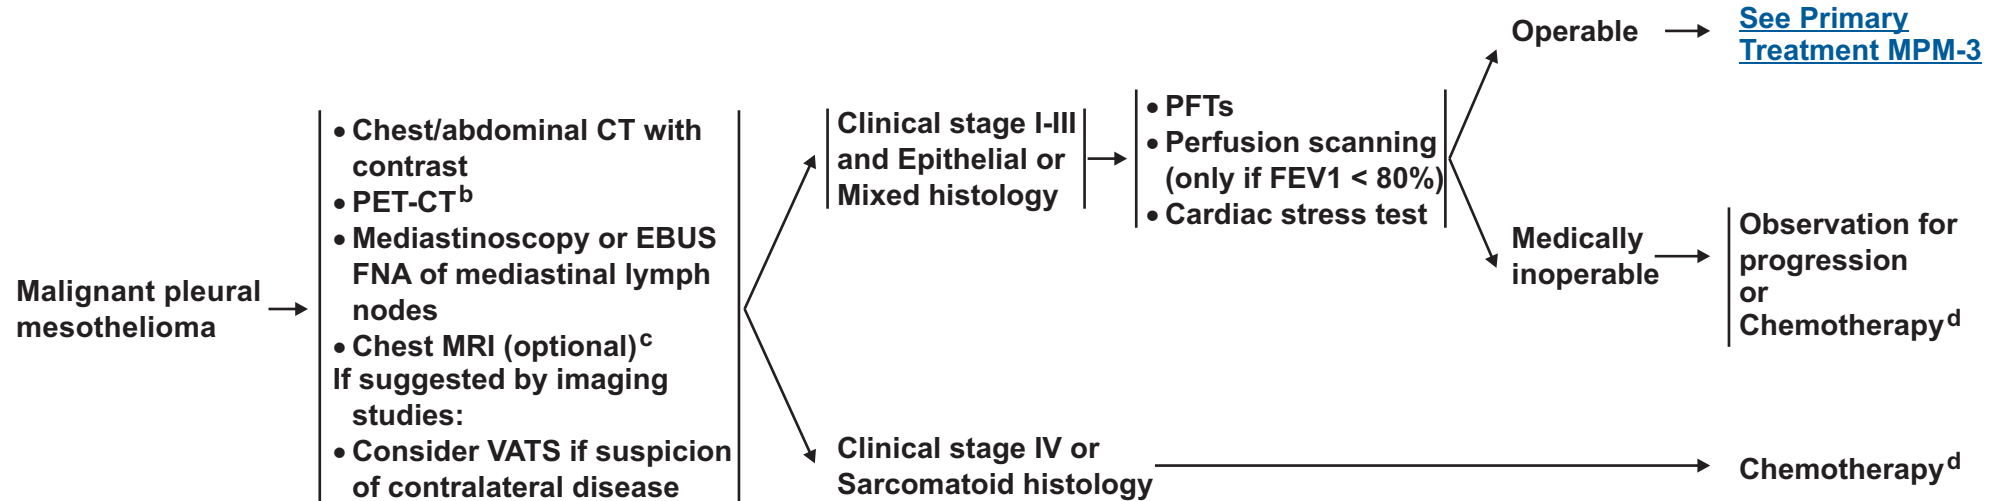 Malignant pleural
mesothelioma
• Chest/abdominal CT with
contrast
• PET-CTᵇ
• Mediastinoscopy or EBUS
FNA of mediastinal lymph
nodes
• Chest MRI (optional)ᶜ
If suggested by imaging
studies:
• Consider VATS if suspicion
of contralateral disease
Clinical stage I-III
and Epithelial or
Mixed histology
• PFTs
• Perfusion scanning
(only if FEV1 < 80%)
• Cardiac stress test
Operable
See Primary
Treatment MPM-3
Medically
inoperable
Observation for
progression
or
Chemotherapyᵈ
Clinical stage IV or
Sarcomatoid histology
Chemotherapyᵈ